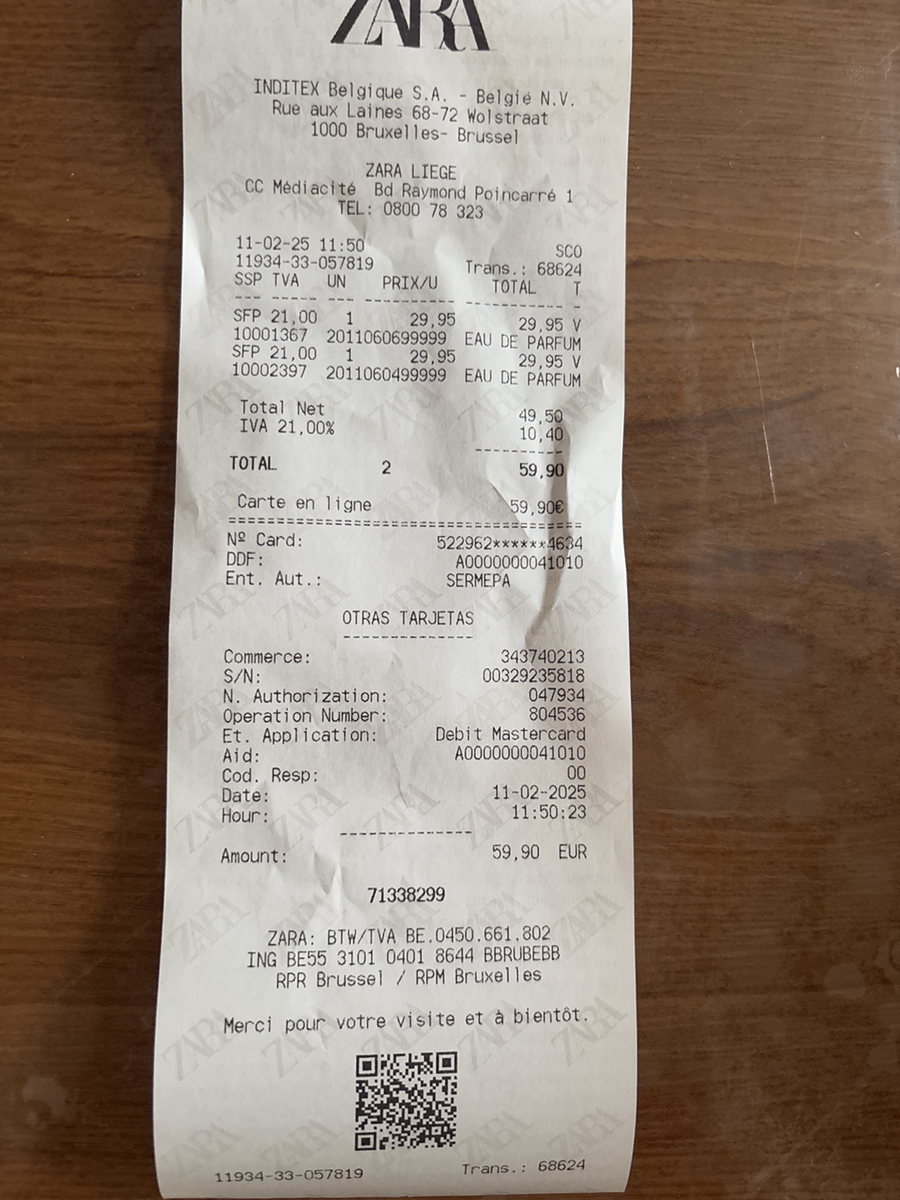 ZARA
INDITEX Belgique S.A. - België N.V.
Rue aux Laines 68-72 Wolstraat
1000 Bruxelles- Brussel
ZARA LIEGE
CC Médiacité Bd Raymond Poincarré 1
TEL: 0800 78 323
11-02-25 11:50 SCO
11934-33-057819 Trans.: 68624
SSP TVA UN PRIX/U TOTAL T
--- ----- --- ---------- ---------- -
SFP 21,00 1 29,95 29,95 V
10001367 2011060699999 EAU DE PARFUM
SFP 21,00 1 29,95 29,95 V
10002397 2011060499999 EAU DE PARFUM
Total Net 49,50
IVA 21,00% 10,40
----------
TOTAL 2 59,90
Carte en ligne 59,90€
========================================
Nº Card: 522962******4634
DDF: A0000000041010
Ent. Aut.: SERMEPA
OTRAS TARJETAS
--------------
Commerce: 343740213
S/N: 00329235818
N. Authorization: 047934
Operation Number: 804536
Et. Application: Debit Mastercard
Aid: A0000000041010
Cod. Resp: 00
Date: 11-02-2025
Hour: 11:50:23
--------------
Amount: 59,90 EUR
71338299
ZARA: BTW/TVA BE.0450.661.802
ING BE55 3101 0401 8644 BBRUBEBB
RPR Brussel / RPM Bruxelles
Merci pour votre visite et à bientôt.
11934-33-057819 Trans.: 68624